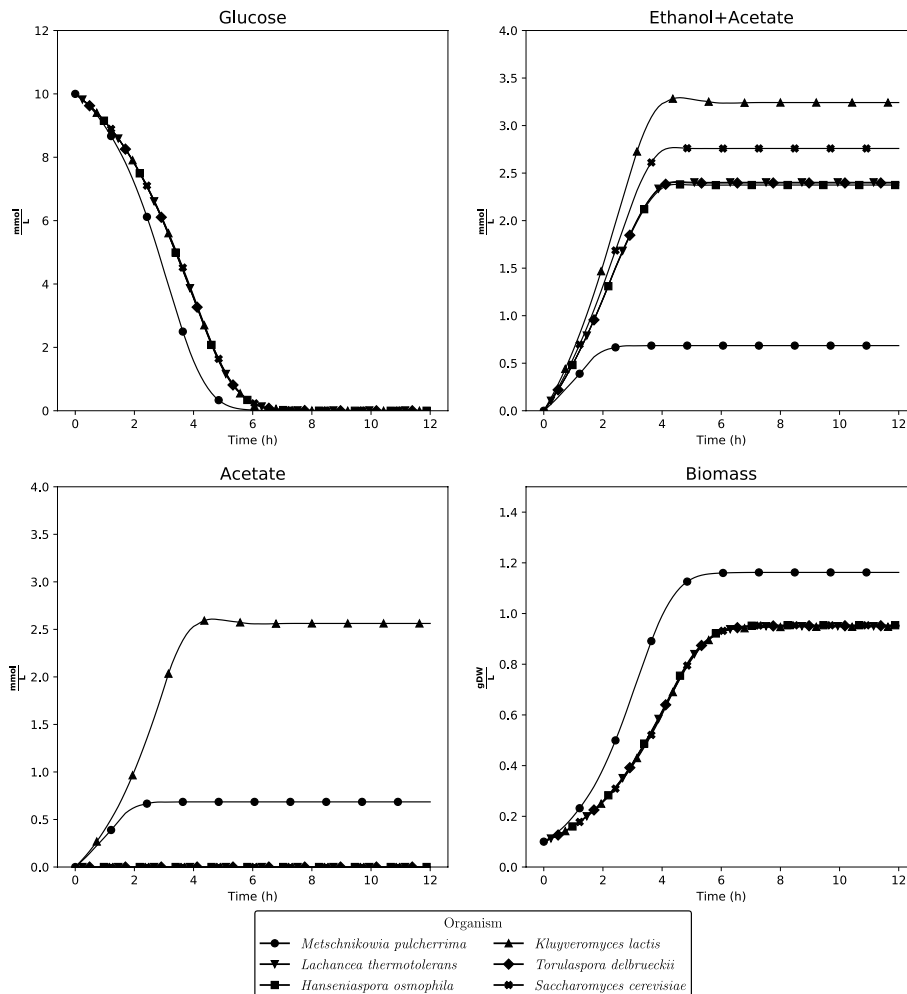 Glucose
12
10
8
6
4
2
0
mmol
L
0 2 4 6 8 10 12
Time (h)
Ethanol+Acetate
4.0
3.5
3.0
2.5
2.0
1.5
1.0
0.5
0.0
mmol
L
0 2 4 6 8 10 12
Time (h)
Acetate
4.0
3.5
3.0
2.5
2.0
1.5
1.0
0.5
0.0
mmol
L
0 2 4 6 8 10 12
Time (h)
Biomass
1.4
1.2
1.0
0.8
0.6
0.4
0.2
0.0
gDW
L
0 2 4 6 8 10 12
Time (h)
Organism
Metschnikowia pulcherrima
Lachancea thermotolerans
Hanseniaspora osmophila
Kluyveromyces lactis
Torulaspora delbrueckii
Saccharomyces cerevisiae